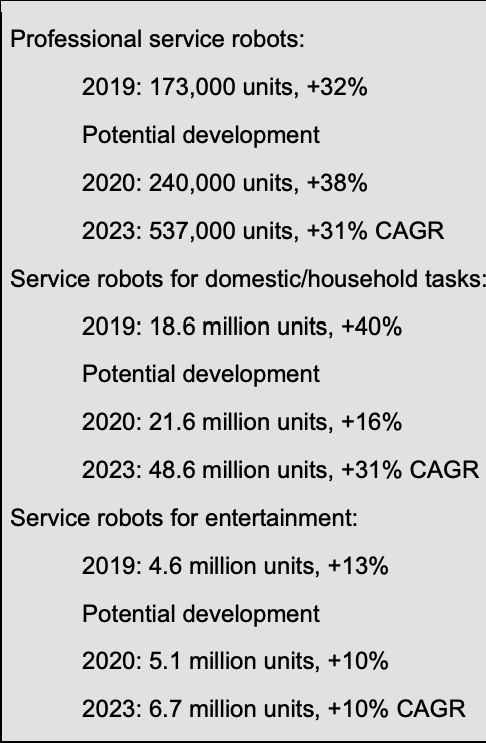 Professional service robots:
2019: 173,000 units, +32%
Potential development
2020: 240,000 units, +38%
2023: 537,000 units, +31% CAGR
Service robots for domestic/household tasks:
2019: 18.6 million units, +40%
Potential development
2020: 21.6 million units, +16%
2023: 48.6 million units, +31% CAGR
Service robots for entertainment:
2019: 4.6 million units, +13%
Potential development
2020: 5.1 million units, +10%
2023: 6.7 million units, +10% CAGR